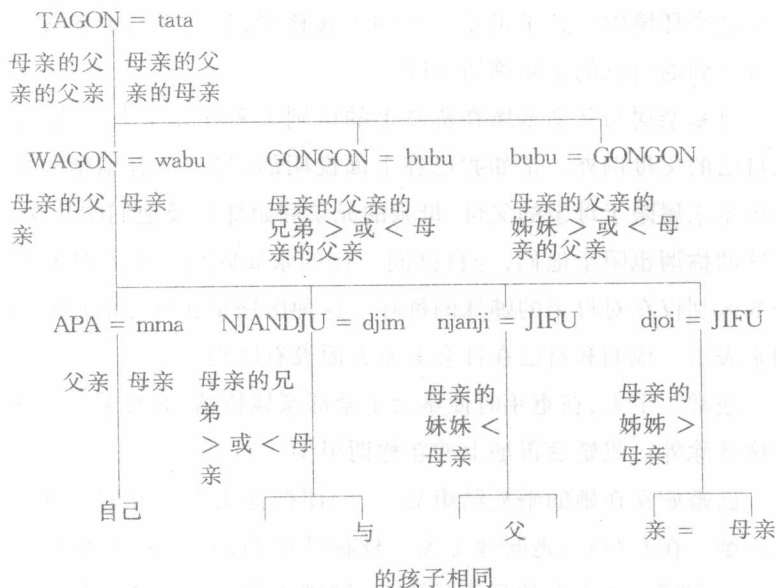 TAGON = tata
母亲的父 母亲的父
亲的父亲 亲的母亲
WAGON = wabu GONGON = bubu bubu = GONGON
母亲的父 母亲 母亲的父亲的 母亲的父亲的
亲 兄弟 > 或 < 母 姊妹 > 或 < 母
亲的父亲 亲的父亲
APA = mma NJANDJU = djim njanji = JIFU djoi = JIFU
父亲 母亲 母亲的兄 母亲的 母亲的
弟 妹妹 < 姊姊 >
> 或 < 母 母亲 母亲
亲
自己
与 父 亲 = 母亲
的孩子相同